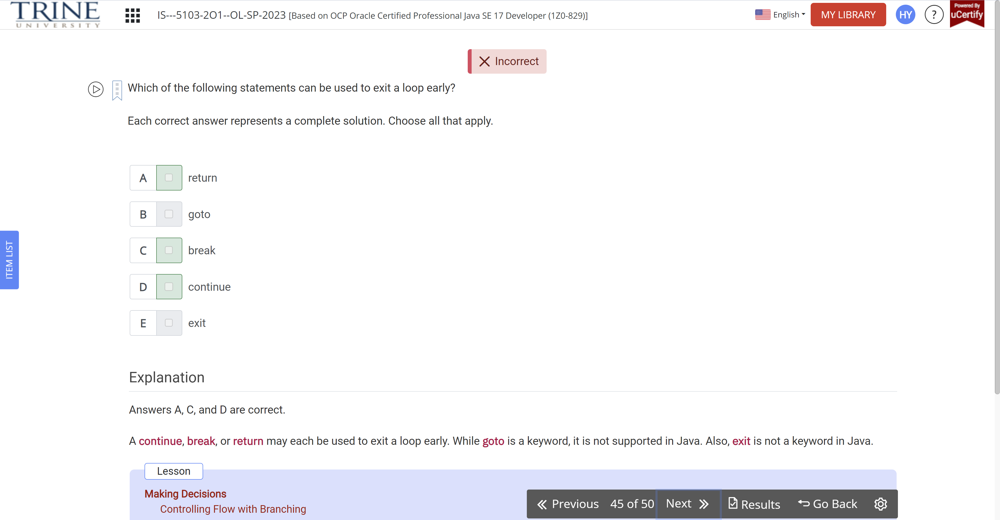 TRINE
UNIVERSITY
IS---5103-2O1--OL-SP-2023 [Based on OCP Oracle Certified Professional Java SE 17 Developer (1Z0-829)]
English
MY LIBRARY
HY
?
Powered By
uCertify
Incorrect
Which of the following statements can be used to exit a loop early?
Each correct answer represents a complete solution. Choose all that apply.
A return
B goto
C break
D continue
E exit
ITEM LIST
Explanation
Answers A, C, and D are correct.
A continue, break, or return may each be used to exit a loop early. While goto is a keyword, it is not supported in Java. Also, exit is not a keyword in Java.
Lesson
Making Decisions
Controlling Flow with Branching
Previous 45 of 50 Next Results Go Back